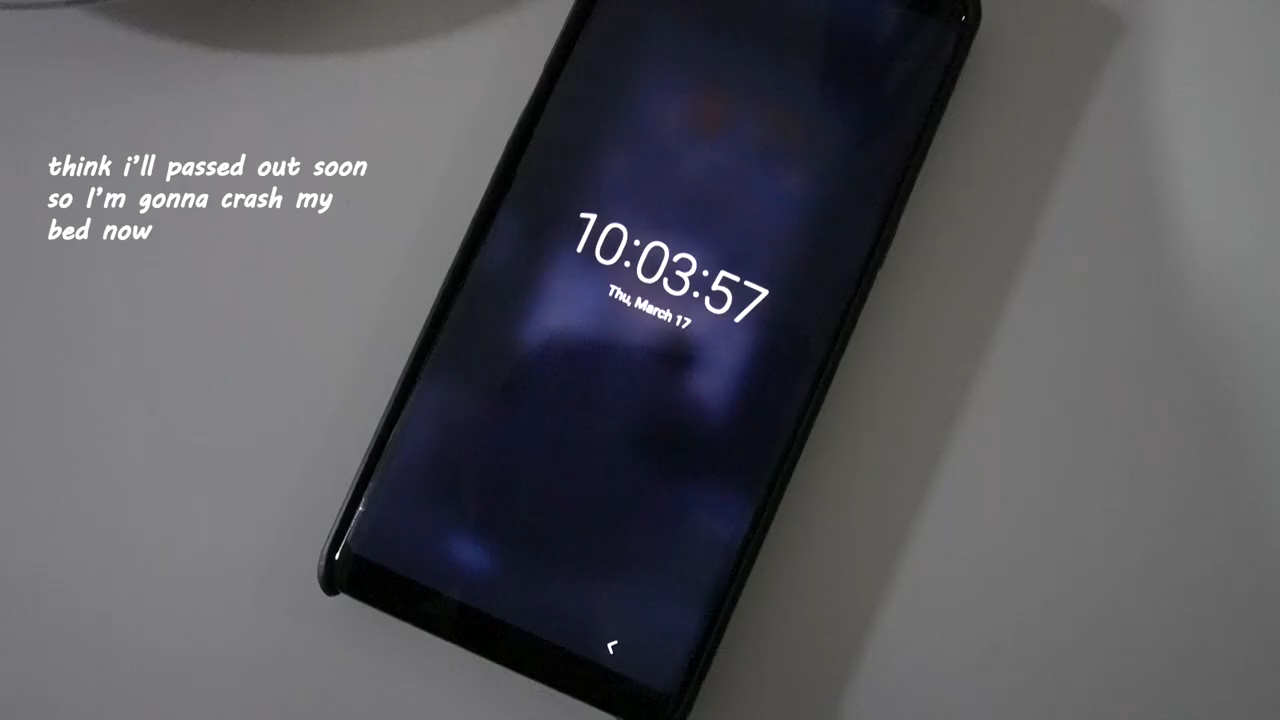 think i'll passed out soon
so I'm gonna crash my
bed now
10:03:57
Thu, March 17